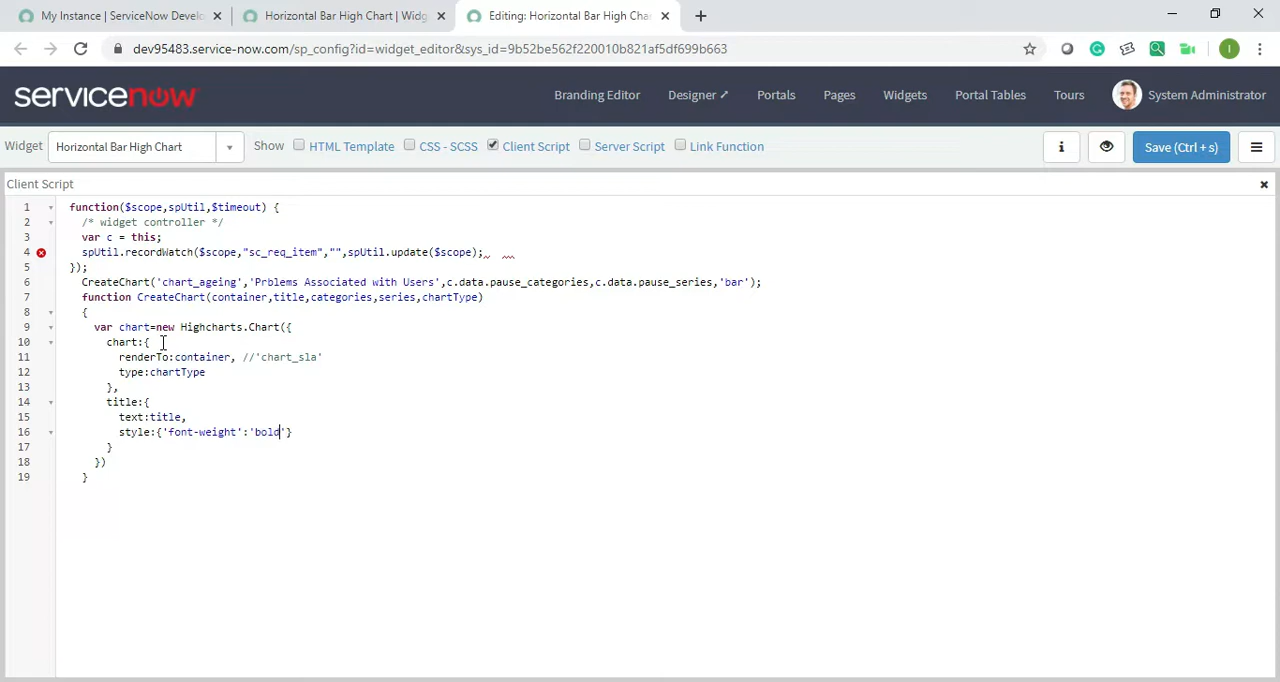 My Instance | ServiceNow Develo
Horizontal Bar High Chart | Widg
Editing: Horizontal Bar High Char
dev95483.service-now.com/sp_config?id=widget_editor&sys_id=9b52be562f220010b821af5df699b663
I
servicenow
Branding Editor
Designer
Portals
Pages
Widgets
Portal Tables
Tours
System Administrator
Widget
Horizontal Bar High Chart
Show
HTML Template
CSS - SCSS
Client Script
Server Script
Link Function
i
Save (Ctrl + s)
Client Script
1 function($scope,spUtil,$timeout) {
2 /* widget controller */
3 var c = this;
4 spUtil.recordWatch($scope,"sc_req_item","",spUtil.update($scope);
5 });
6 CreateChart('chart_ageing','Prblems Associated with Users',c.data.pause_categories,c.data.pause_series,'bar');
7 function CreateChart(container,title,categories,series,chartType)
8 {
9 var chart=new Highcharts.Chart({
10 chart:{
11 renderTo:container, //'chart_sla'
12 type:chartType
13 },
14 title:{
15 text:title,
16 style:{'font-weight':'bold'}
17 }
18 })
19 }